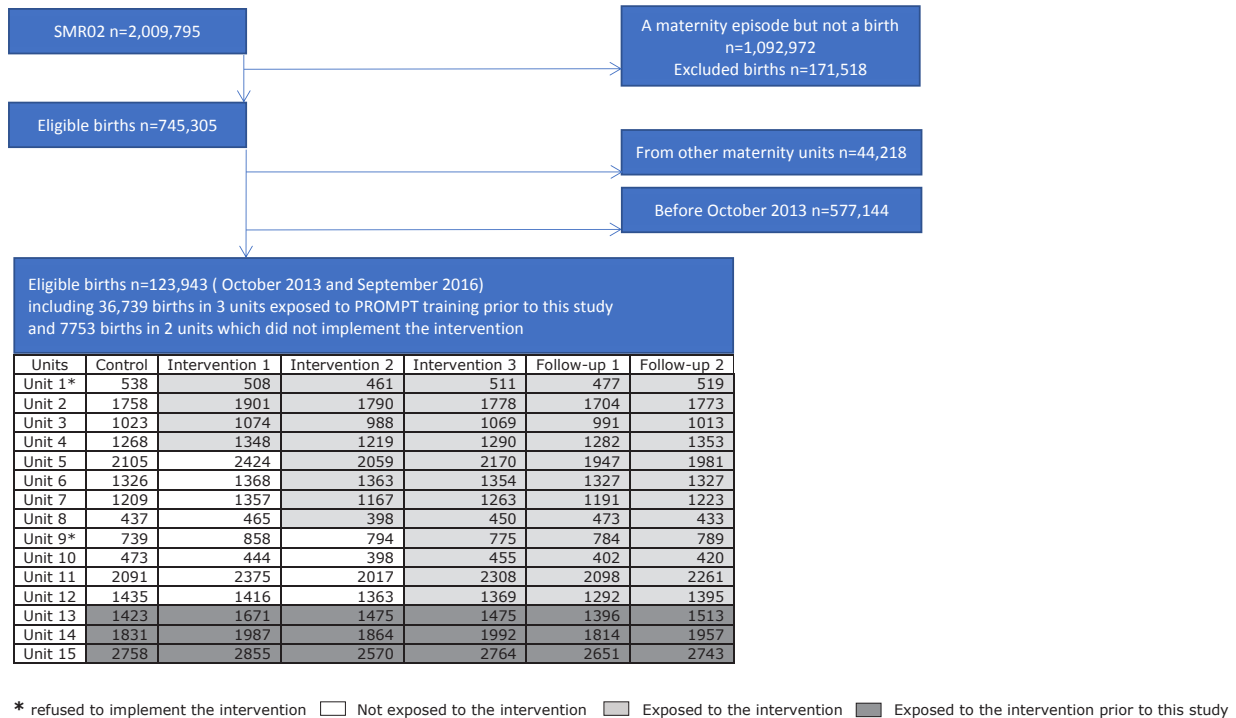 SMR02 n=2,009,795
A maternity episode but not a birth
n=1,092,972
Excluded births n=171,518
Eligible births n=745,305
From other maternity units n=44,218
Before October 2013 n=577,144
Eligible births n=123,943 ( October 2013 and September 2016)
including 36,739 births in 3 units exposed to PROMPT training prior to this study
and 7753 births in 2 units which did not implement the intervention
Units Control Intervention 1 Intervention 2 Intervention 3 Follow-up 1 Follow-up 2
Unit 1* 538 508 461 511 477 519
Unit 2 1758 1901 1790 1778 1704 1773
Unit 3 1023 1074 988 1069 991 1013
Unit 4 1268 1348 1219 1290 1282 1353
Unit 5 2105 2424 2059 2170 1947 1981
Unit 6 1326 1368 1363 1354 1327 1327
Unit 7 1209 1357 1167 1263 1191 1223
Unit 8 437 465 398 450 473 433
Unit 9* 739 858 794 775 784 789
Unit 10 473 444 398 455 402 420
Unit 11 2091 2375 2017 2308 2098 2261
Unit 12 1435 1416 1363 1369 1292 1395
Unit 13 1423 1671 1475 1475 1396 1513
Unit 14 1831 1987 1864 1992 1814 1957
Unit 15 2758 2855 2570 2764 2651 2743
* refused to implement the intervention Not exposed to the intervention Exposed to the intervention Exposed to the intervention prior to this study